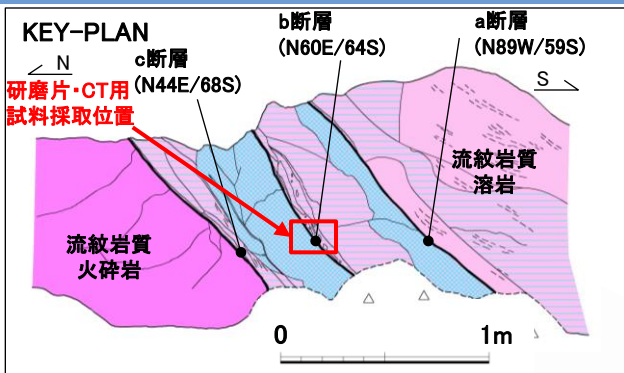 KEY-PLAN
N
c断層
(N44E/68S)
b断層
(N60E/64S)
a断層
(N89W/59S)
S
研磨片・CT用
試料採取位置
流紋岩質
溶岩
流紋岩質
火砕岩
0
1m